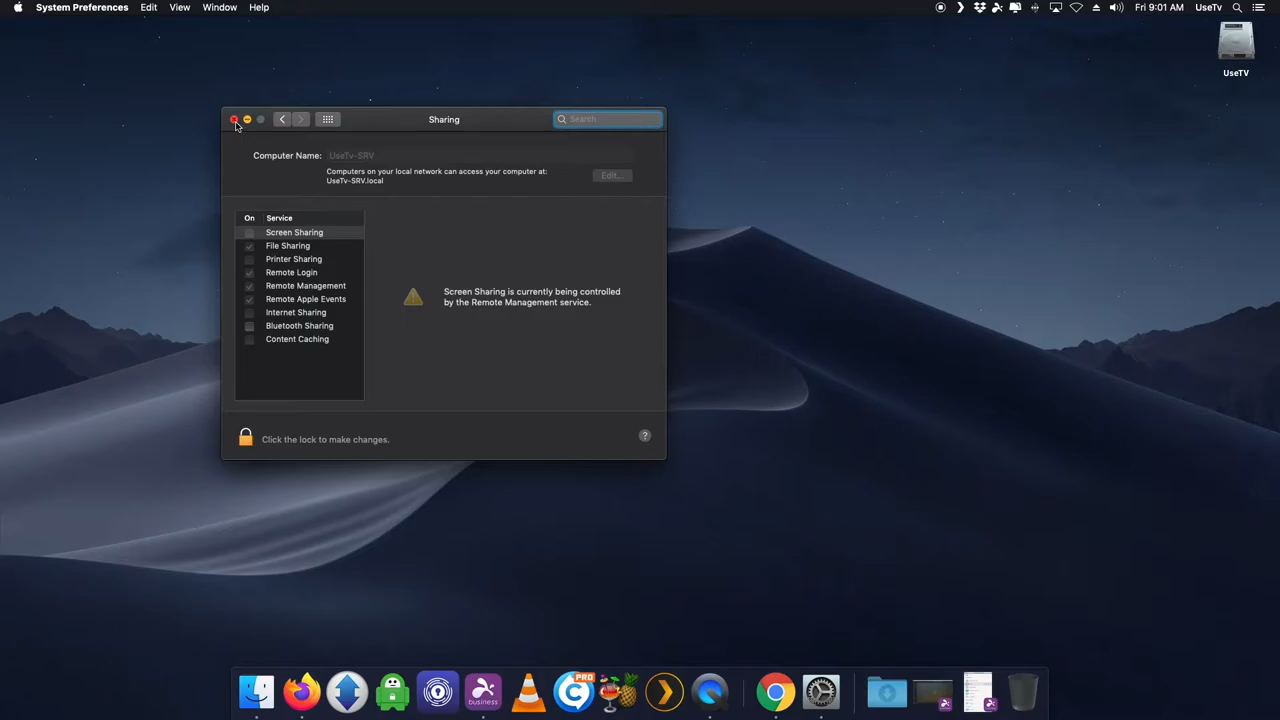 System Preferences Edit View Window Help Fri 9:01 AM UseTv
UseTV
Sharing
Search
Computer Name: UseTv-SRV
Computers on your local network can access your computer at:
UseTv-SRV.local
Edit...
On Service
Screen Sharing
File Sharing
Printer Sharing
Remote Login
Remote Management
Remote Apple Events
Internet Sharing
Bluetooth Sharing
Content Caching
Screen Sharing is currently being controlled
by the Remote Management service.
Click the lock to make changes.
?
business
PRO